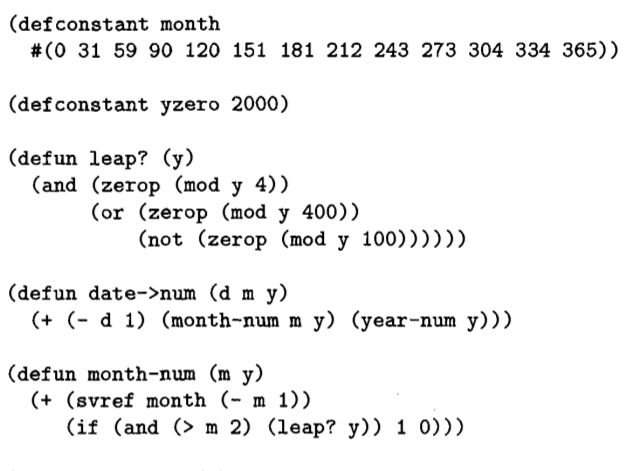 (defconstant month
  #(0 31 59 90 120 151 181 212 243 273 304 334 365))

(defconstant yzero 2000)

(defun leap? (y)
  (and (zerop (mod y 4))
       (or (zerop (mod y 400))
           (not (zerop (mod y 100))))))

(defun date->num (d m y)
  (+ (- d 1) (month-num m y) (year-num y)))

(defun month-num (m y)
  (+ (svref month (- m 1))
     (if (and (> m 2) (leap? y)) 1 0)))